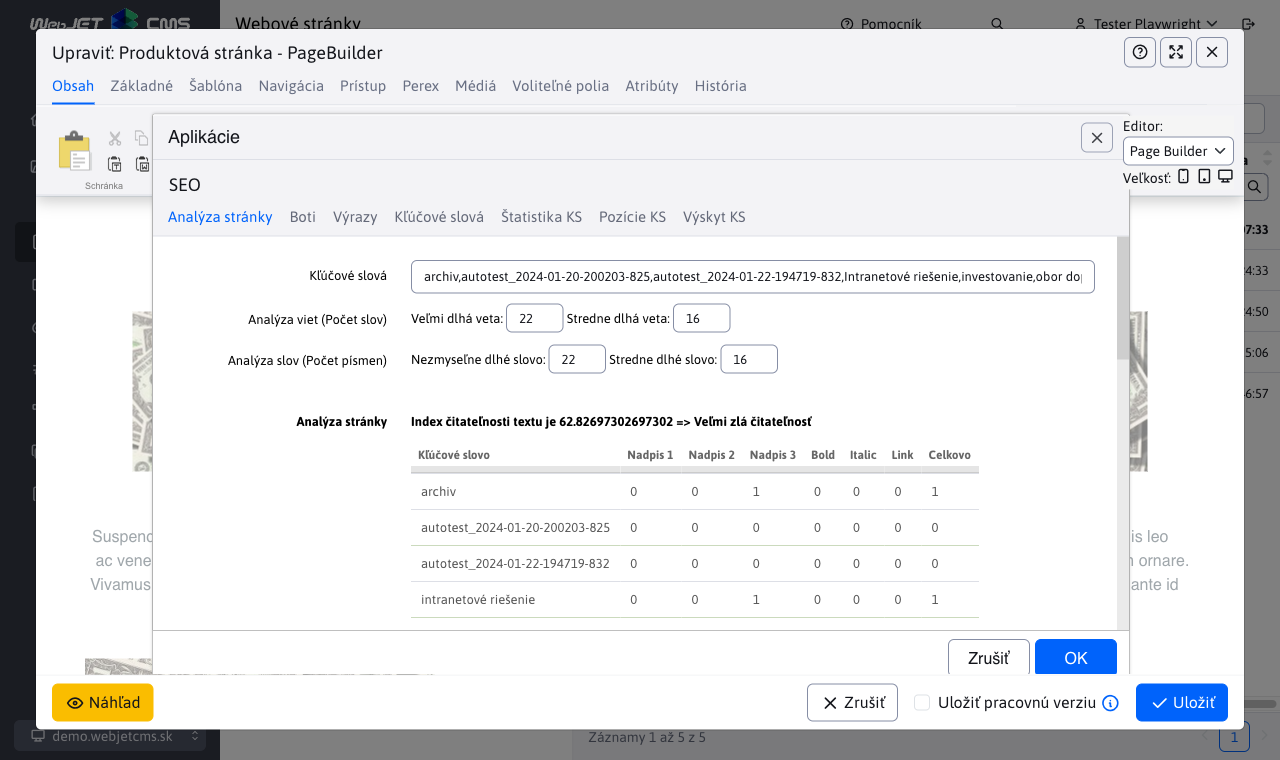 WebJET CMS
Webové stránky
Pomocník
Tester Playwright
Upraviť: Produktová stránka - PageBuilder
Obsah Základné Šablóna Navigácia Prístup Perex Médiá Voliteľné polia Atribúty História
Schránka
Aplikácie
Editor:
Page Builder
Veľkosť:
SEO
Analýza stránky Boti Výrazy Kľúčové slová Štatistika KS Pozície KS Výskyt KS
Kľúčové slová archiv,autotest_2024-01-20-200203-825,autotest_2024-01-22-194719-832,Intranetové riešenie,investovanie,obor do
Analýza viet (Počet slov) Veľmi dlhá veta: 22 Stredne dlhá veta: 16
Analýza slov (Počet písmen) Nezmyseľne dlhé slovo: 22 Stredne dlhé slovo: 16
Analýza stránky Index čitateľnosti textu je 62.82697302697302 => Veľmi zlá čitateľnosť
Kľúčové slovo Nadpis 1 Nadpis 2 Nadpis 3 Bold Italic Link Celkovo
archiv 0 0 1 0 0 0 1
autotest_2024-01-20-200203-825 0 0 0 0 0 0 0
autotest_2024-01-22-194719-832 0 0 0 0 0 0 0
intranetové riešenie 0 0 1 0 0 0 1
Zrušiť OK
07:33
4:33
4:50
5:06
6:57
Suspend
ac vene
Vivamus
is leo
ornare.
ante id
Náhľad
Zrušiť
Uložiť pracovnú verziu
Uložiť
demo.webjetcms.sk
Záznamy 1 až 5 z 5
1